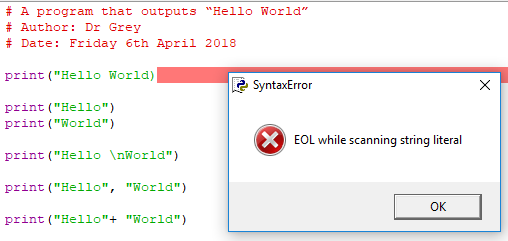 # A program that outputs “Hello World”
# Author: Dr Grey
# Date: Friday 6th April 2018
print("Hello World)
print("Hello")
print("World")
print("Hello \nWorld")
print("Hello", "World")
print("Hello"+ "World")
SyntaxError
EOL while scanning string literal
OK